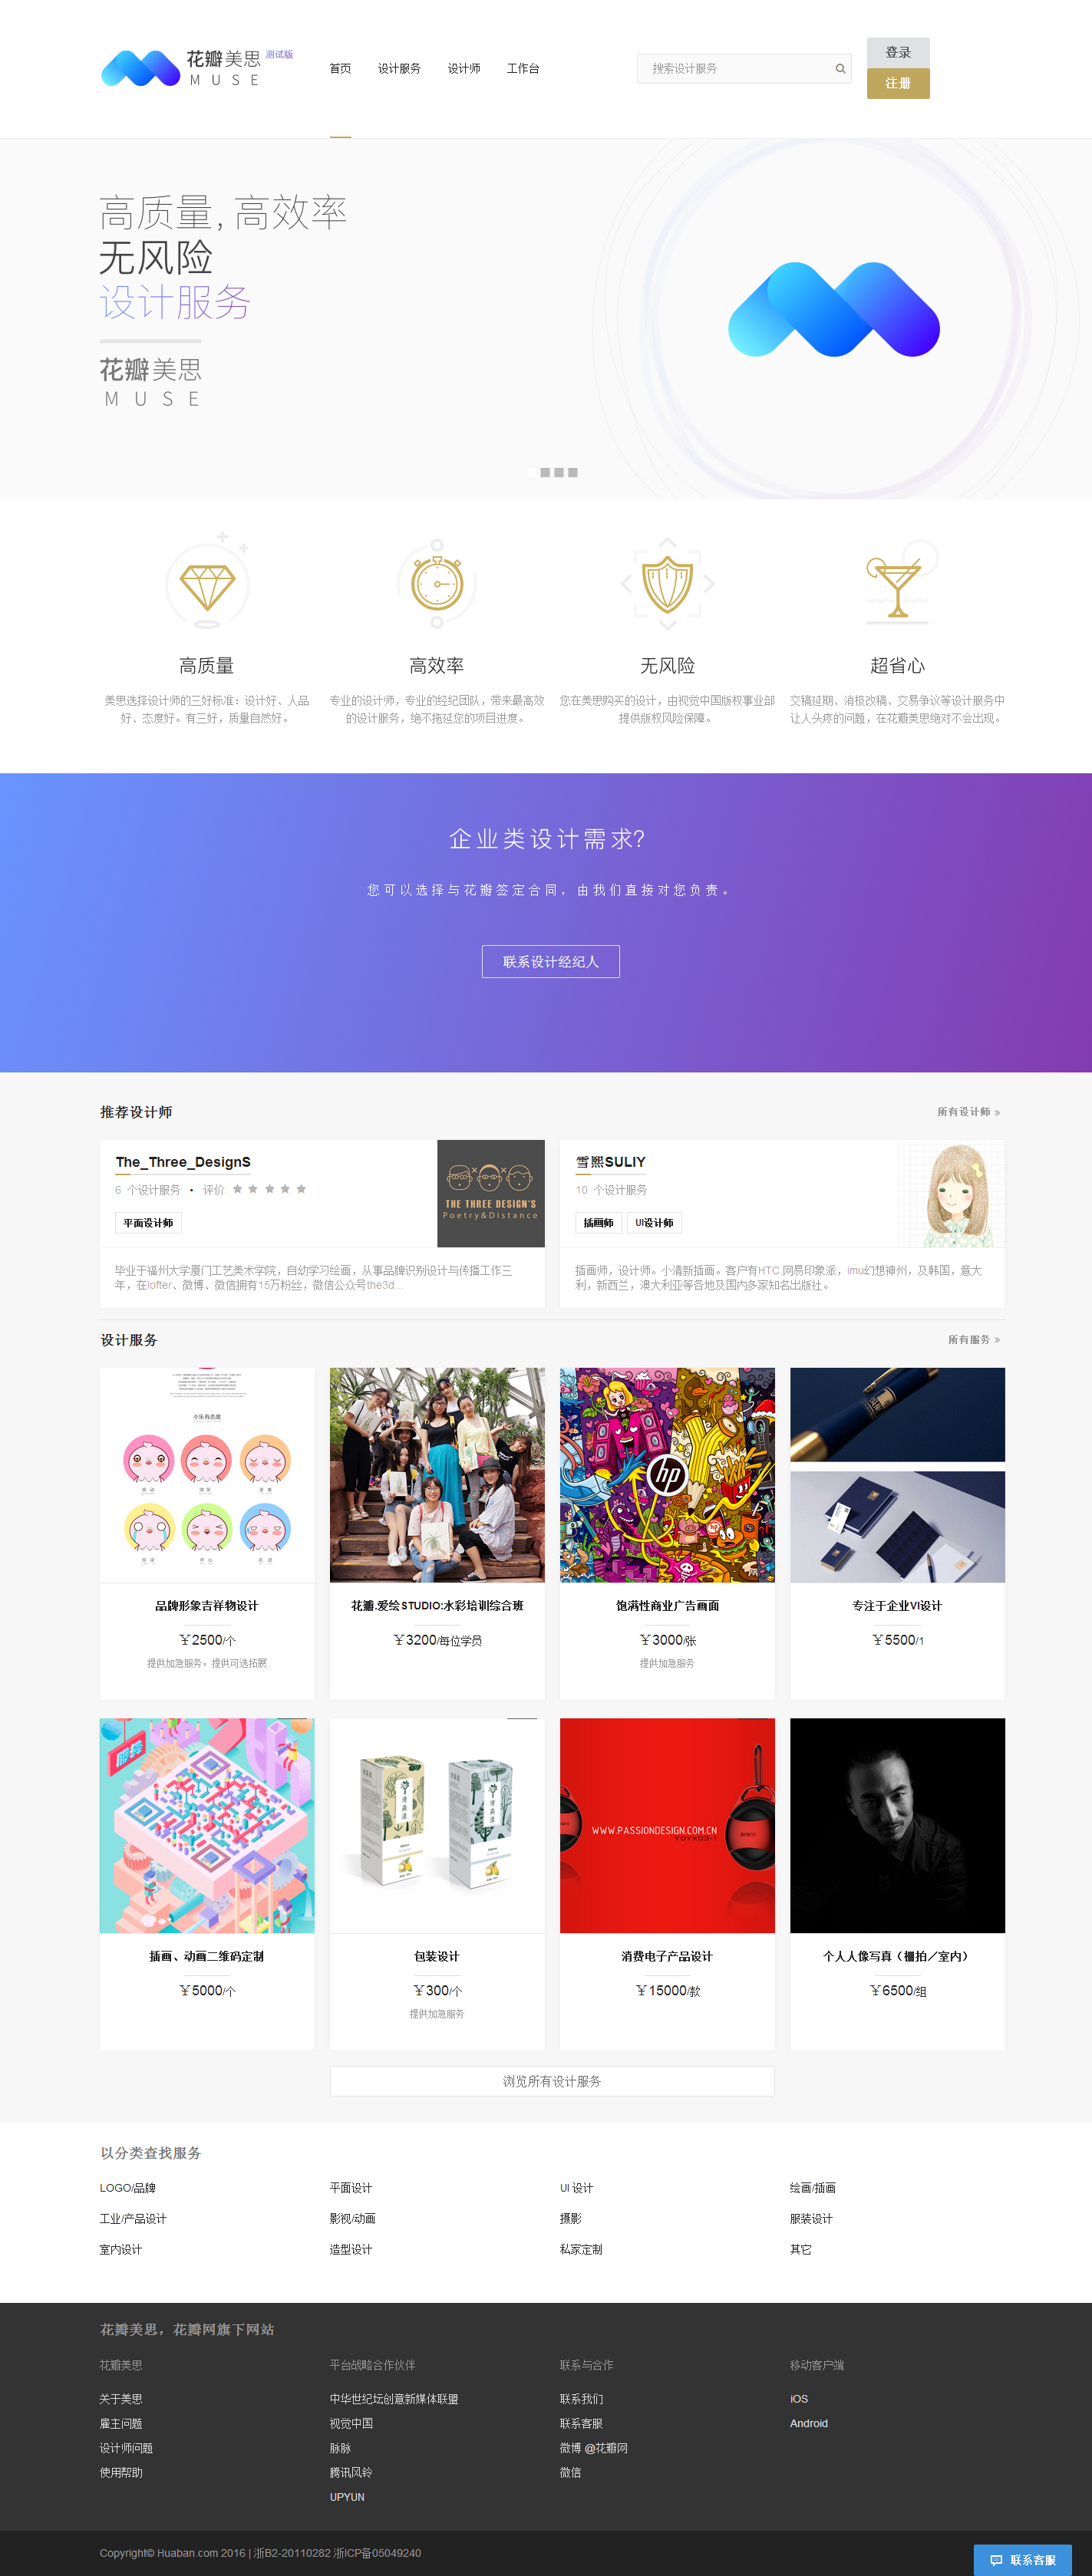 花瓣美思 测试版
MUSE
首页 设计服务 设计师 工作台
搜索设计服务
登录
注册
高质量,高效率
无风险
设计服务
花瓣美思
MUSE
高质量
美思选择设计师的三好标准：设计好、人品
好、态度好。有三好，质量自然好。
高效率
专业的设计师，专业的经纪团队，带来最高效
的设计服务，绝不拖延您的项目进度。
无风险
您在美思购买的设计，由视觉中国版权事业部
提供版权风险保障。
超省心
交稿延期、消极改稿、交易争议等设计服务中
让人头疼的问题，在花瓣美思绝对不会出现。
企业类设计需求?
您可以选择与花瓣签定合同，由我们直接对您负责。
联系设计经纪人
推荐设计师 所有设计师 »
The_Three_DesignS
6 个设计服务 • 评价: ★ ★ ★ ★ ★
平面设计师
THE THREE DESIGN'S
Poetry&Distance
毕业于福州大学厦门工艺美术学院，自幼学习绘画，从事品牌识别设计与传播工作三
年，在lofter、微博、微信拥有15万粉丝，微信公众号the3d...
雪熙SULIY
10 个设计服务
插画师 UI设计师
插画师，设计师。小清新插画。客户有HTC,网易印象派，imu幻想神州，及韩国，意大
利，新西兰，澳大利亚等各地及国内多家知名出版社。
设计服务 所有服务 »
小乐有态度
品牌形象吉祥物设计
￥2500/个
提供加急服务，提供可选拓展
花瓣.爱绘STUDIO:水彩培训综合班
￥3200/每位学员
hp
饱满性商业广告画面
￥3000/张
提供加急服务
专注于企业VI设计
￥5500/1
服务
插画、动画二维码定制
￥5000/个
包装设计
￥300/个
提供加急服务
WWW.PASSIONDESIGN.COM.CN
消费电子产品设计
￥15000/款
个人人像写真（棚拍／室内）
￥6500/组
浏览所有设计服务
以分类查找服务
LOGO/品牌 平面设计 UI 设计 绘画/插画
工业/产品设计 影视/动画 摄影 服装设计
室内设计 造型设计 私家定制 其它
花瓣美思，花瓣网旗下网站
花瓣美思
关于美思
雇主问题
设计师问题
使用帮助
平台战略合作伙伴
中华世纪坛创意新媒体联盟
视觉中国
脉脉
腾讯风铃
UPYUN
联系与合作
联系我们
联系客服
微博 @花瓣网
微信
移动客户端
iOS
Android
Copyright© Huaban.com 2016 | 浙B2-20110282 浙ICP备05049240
联系客服